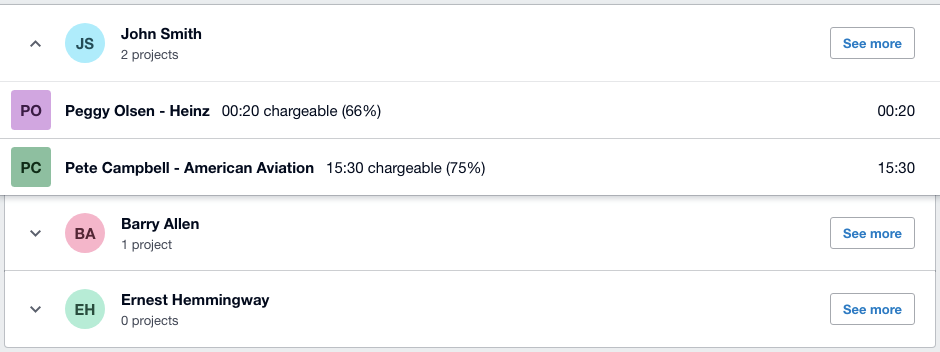 JS John Smith
2 projects
See more
PO Peggy Olsen - Heinz 00:20 chargeable (66%) 00:20
PC Pete Campbell - American Aviation 15:30 chargeable (75%) 15:30
BA Barry Allen
1 project
See more
EH Ernest Hemmingway
0 projects
See more